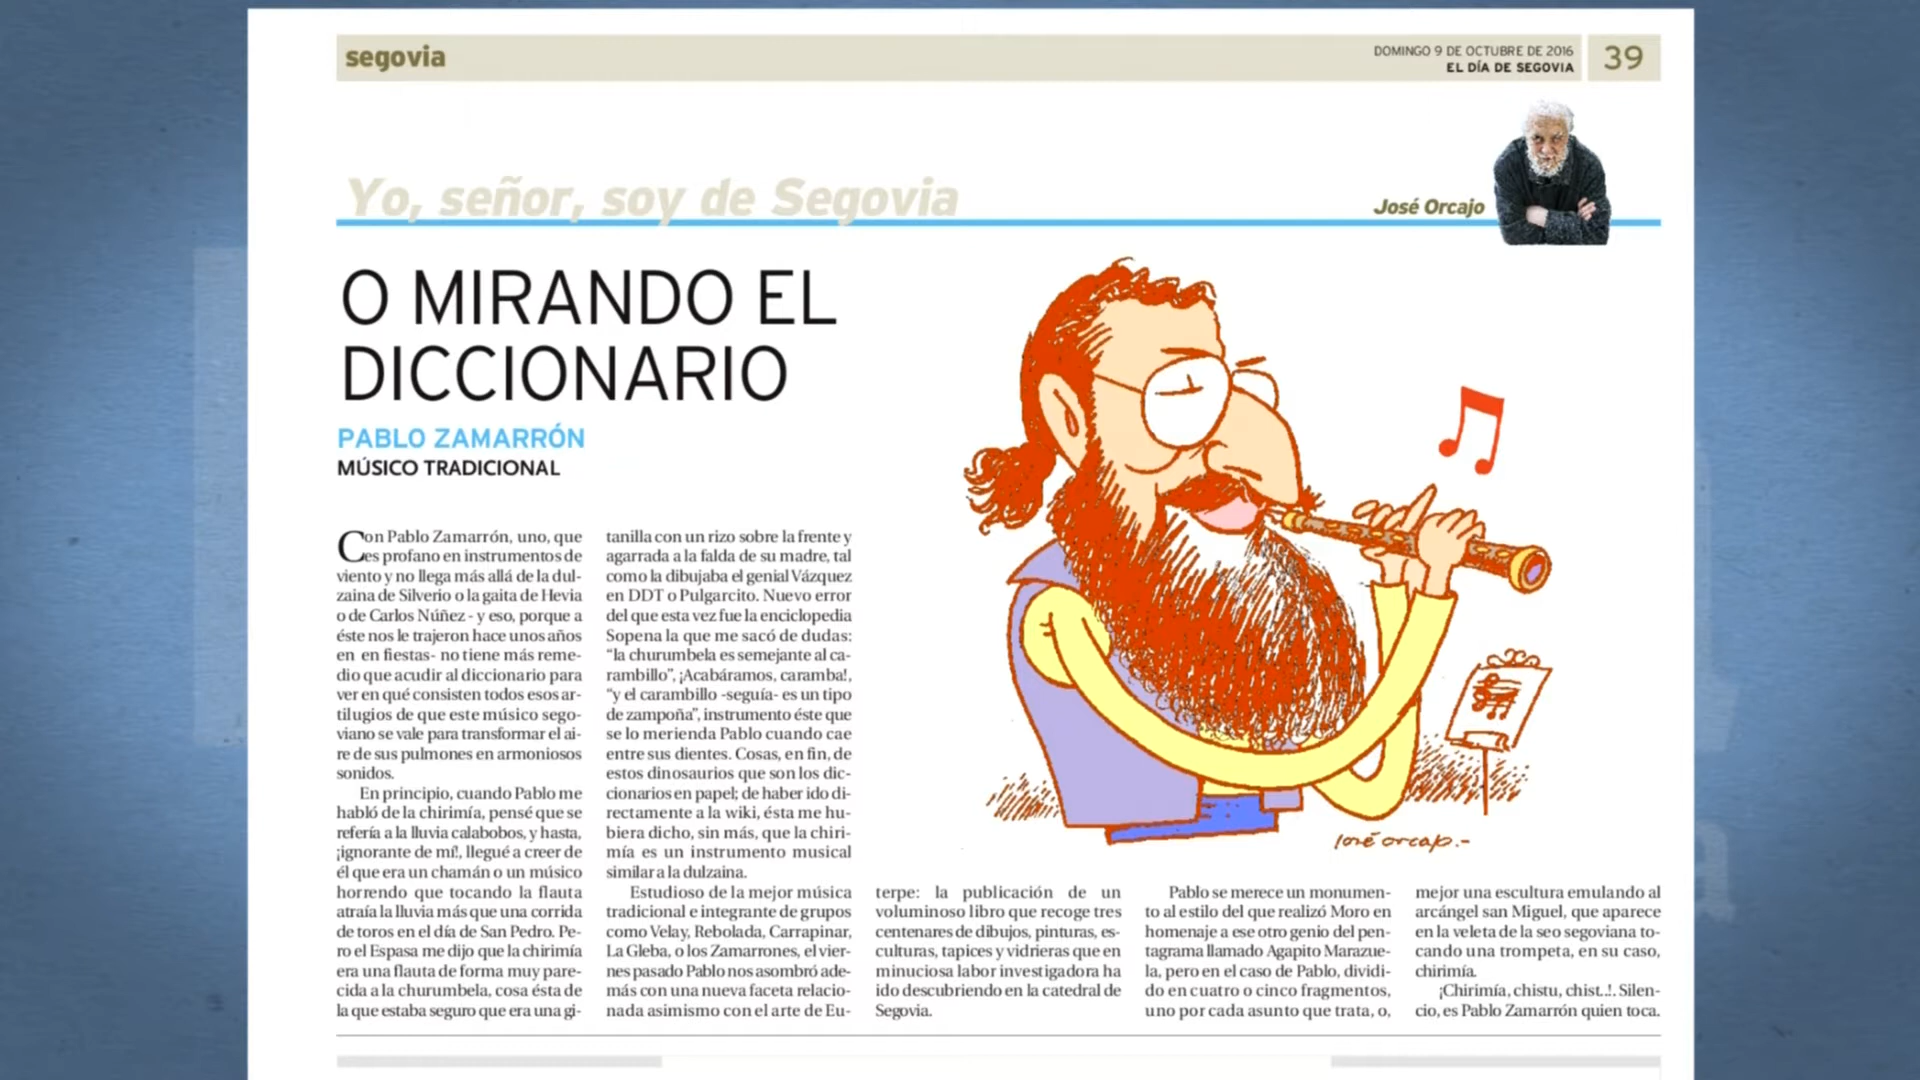 segovia
DOMINGO 9 DE OCTUBRE DE 2016
EL DÍA DE SEGOVIA
39
Yo, señor, soy de Segovia
José Orcajo
O MIRANDO EL
DICCIONARIO
PABLO ZAMARRÓN
MÚSICO TRADICIONAL
Con Pablo Zamarrón, uno, que
es profano en instrumentos de
viento y no llega más allá de la dul-
zaina de Silverio o la gaita de Hevia
o de Carlos Núñez - y eso, porque a
éste nos le trajeron hace unos años
en en fiestas- no tiene más reme-
dio que acudir al diccionario para
ver en qué consisten todos esos ar-
tilugios de que este músico sego-
viano se vale para transformar el ai-
re de sus pulmones en armoniosos
sonidos.
En principio, cuando Pablo me
habló de la chirimía, pensé que se
refería a la lluvia calabobos, y hasta,
¡ignorante de mí!, llegué a creer de
él que era un chamán o un músico
horrendo que tocando la flauta
atraía la lluvia más que una corrida
de toros en el día de San Pedro. Pe-
ro el Espasa me dijo que la chirimía
era una flauta de forma muy pare-
cida a la churumbela, cosa ésta de
la que estaba seguro que era una gi-
tanilla con un rizo sobre la frente y
agarrada a la falda de su madre, tal
como la dibujaba el genial Vázquez
en DDT o Pulgarcito. Nuevo error
del que esta vez fue la enciclopedia
Sopena la que me sacó de dudas:
“la churumbela es semejante al ca-
rambillo”, ¡Acabáramos, caramba!,
“y el carambillo -seguía- es un tipo
de zampoña”, instrumento éste que
se lo merienda Pablo cuando cae
entre sus dientes. Cosas, en fin, de
estos dinosaurios que son los dic-
cionarios en papel; de haber ido di-
rectamente a la wiki, ésta me hu-
biera dicho, sin más, que la chiri-
mía es un instrumento musical
similar a la dulzaina.
Estudioso de la mejor música
tradicional e integrante de grupos
como Velay, Rebolada, Carrapinar,
La Gleba, o los Zamarrones, el vier-
nes pasado Pablo nos asombró ade-
más con una nueva faceta relacio-
nada asimismo con el arte de Eu-
terpe: la publicación de un
voluminoso libro que recoge tres
centenares de dibujos, pinturas, es-
culturas, tapices y vidrieras que en
minuciosa labor investigadora ha
ido descubriendo en la catedral de
Segovia.
Pablo se merece un monumen-
to al estilo del que realizó Moro en
homenaje a ese otro genio del pen-
tagrama llamado Agapito Marazue-
la, pero en el caso de Pablo, dividi-
do en cuatro o cinco fragmentos,
uno por cada asunto que trata, o,
mejor una escultura emulando al
arcángel san Miguel, que aparece
en la veleta de la seo segoviana to-
cando una trompeta, en su caso,
chirimía.
¡Chirimía, chistu, chist..!. Silen-
cio, es Pablo Zamarrón quien toca.
José orcajo.-